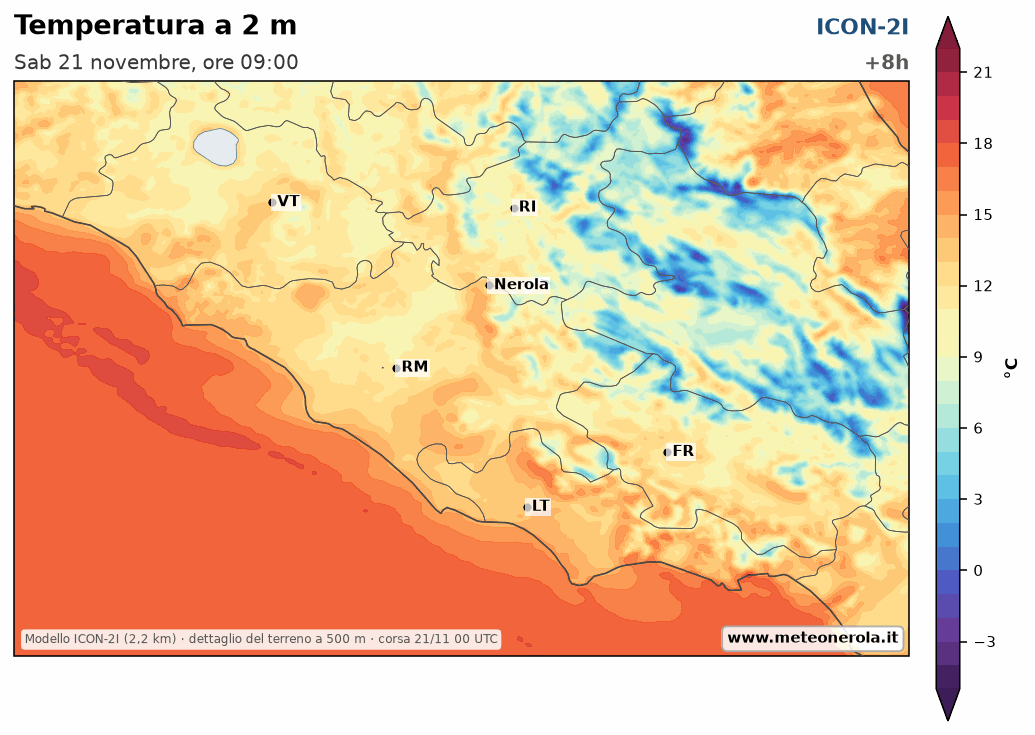 Temperatura a 2 m
ICON-2I
Sab 21 novembre, ore 09:00
+8h
VT
RI
Nerola
RM
FR
LT
21
18
15
12
9
6
3
0
−3
°C
Modello ICON-2I (2,2 km) · dettaglio del terreno a 500 m · corsa 21/11 00 UTC
www.meteonerola.it